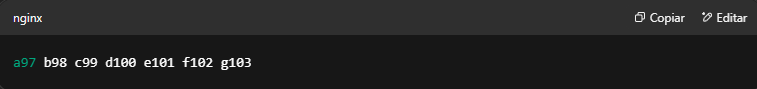 nginx Copiar Editar
a97 b98 c99 d100 e101 f102 g103